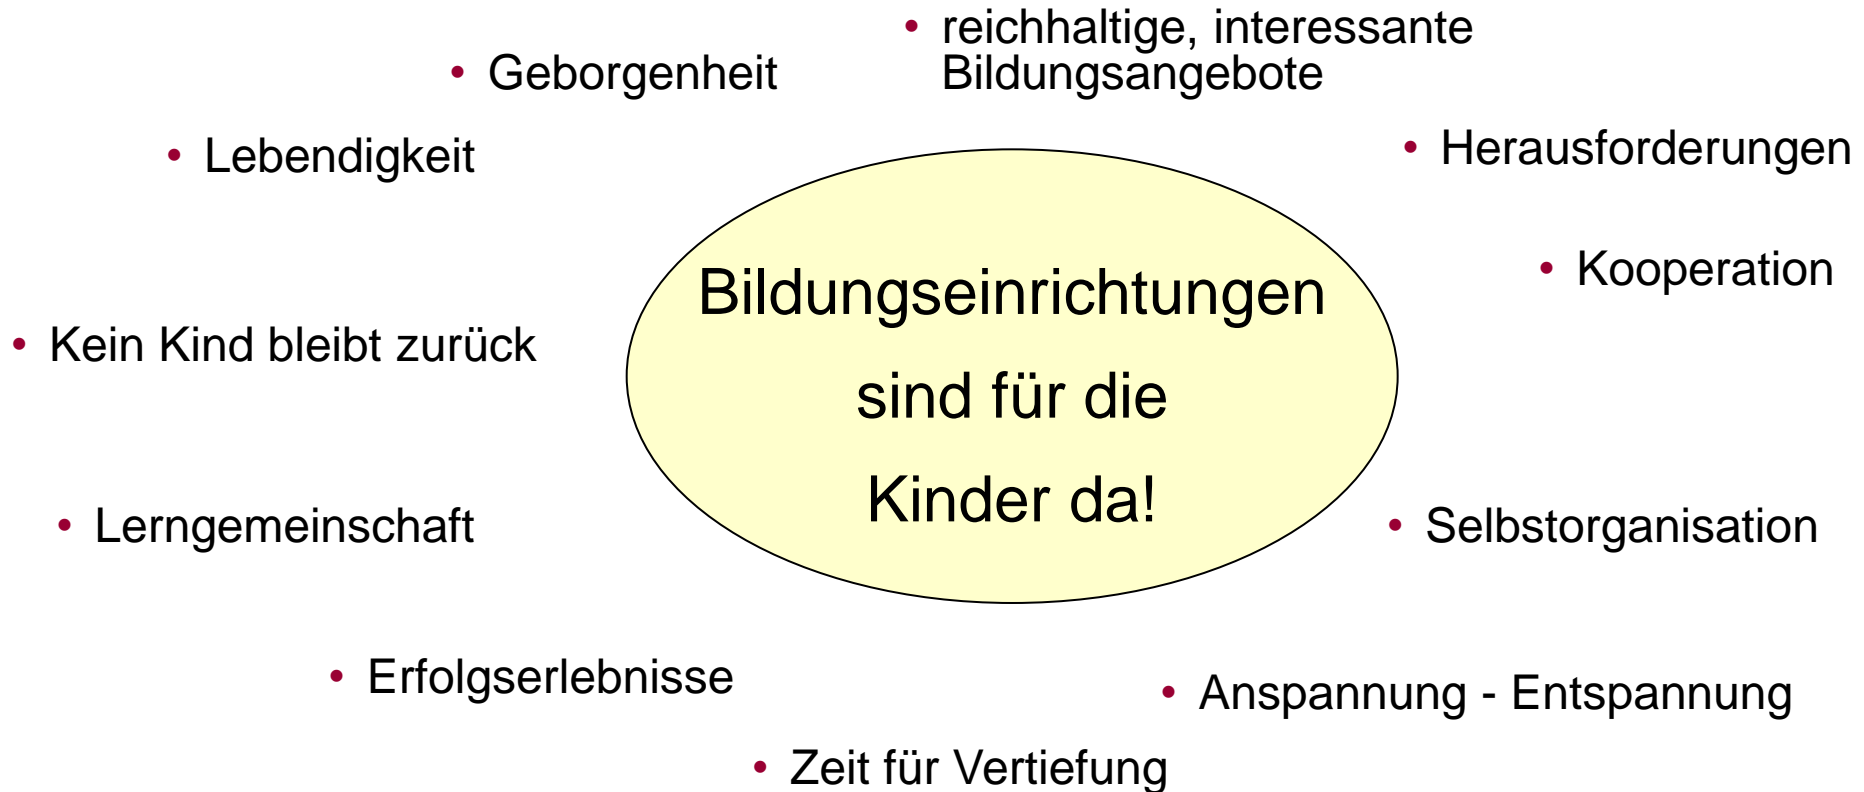 • reichhaltige, interessante
Bildungsangebote
• Geborgenheit
• Lebendigkeit
• Herausforderungen
• Kooperation
Bildungseinrichtungen
sind für die
Kinder da!
• Kein Kind bleibt zurück
• Lerngemeinschaft
• Selbstorganisation
• Erfolgserlebnisse
• Anspannung - Entspannung
• Zeit für Vertiefung